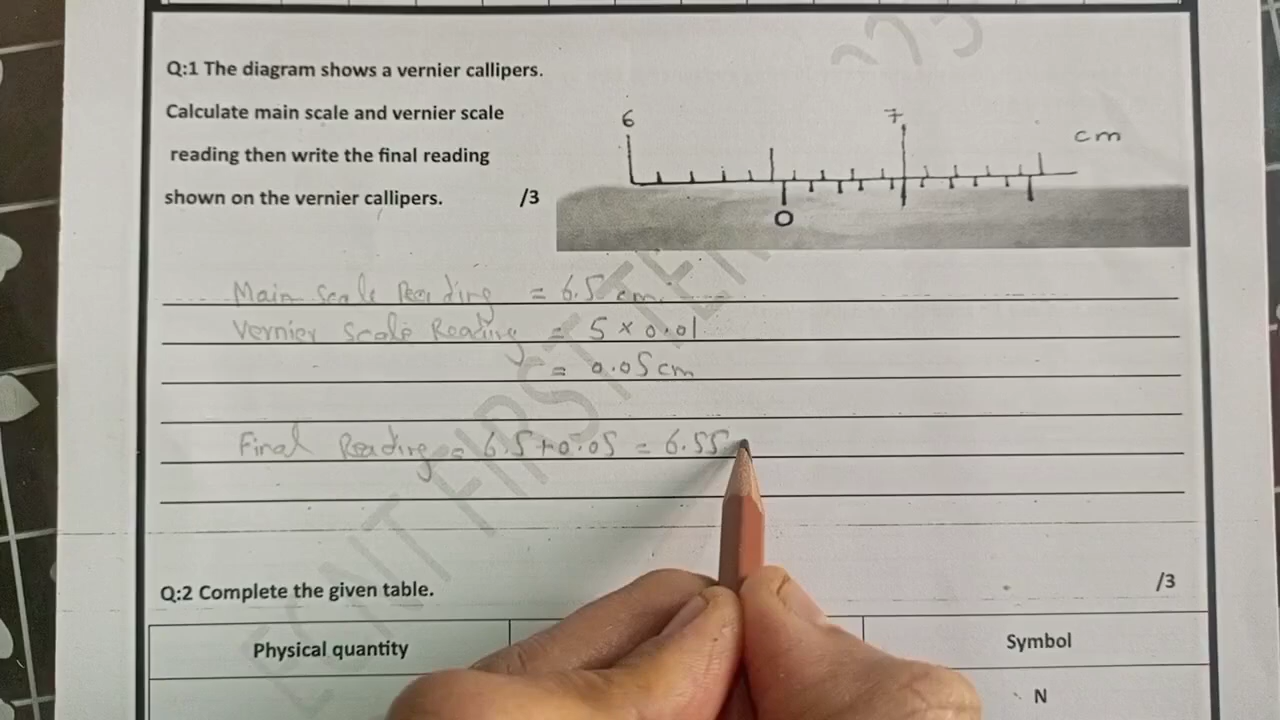 Q:1 The diagram shows a vernier callipers.
Calculate main scale and vernier scale
reading then write the final reading
shown on the vernier callipers. /3
6 7 cm
0
Main Scale Reading = 6.5 cm
Vernier Scale Reading = 5 × 0.01
= 0.05 cm
Final Reading = 6.5+0.05 = 6.55
FIRST TER
Q:2 Complete the given table. /3
Physical quantity Symbol
N